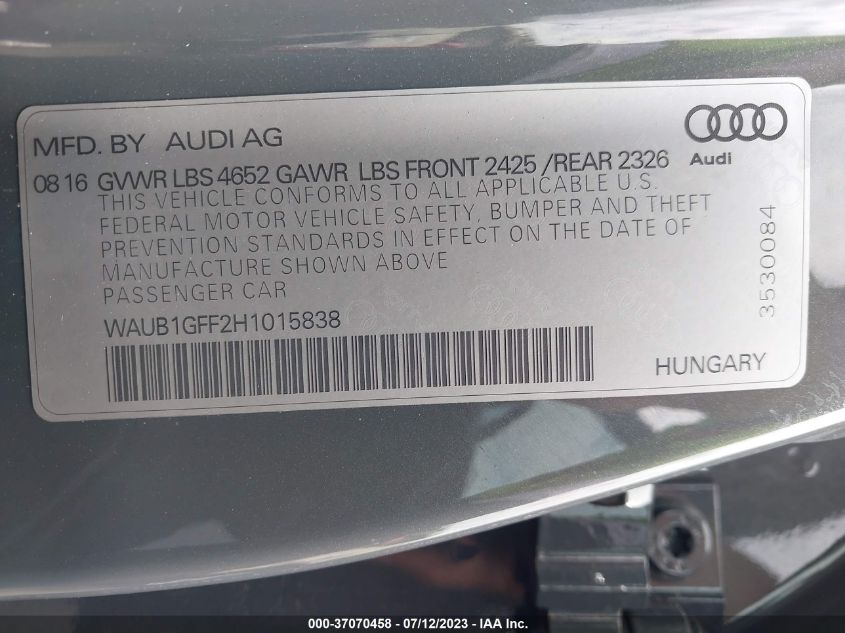 MFD. BY AUDI AG
Audi
08 16 GVWR LBS 4652 GAWR LBS FRONT 2425 /REAR 2326
THIS VEHICLE CONFORMS TO ALL APPLICABLE U.S.
FEDERAL MOTOR VEHICLE SAFETY, BUMPER AND THEFT
PREVENTION STANDARDS IN EFFECT ON THE DATE OF
MANUFACTURE SHOWN ABOVE
PASSENGER CAR
WAUB1GFF2H1015838
3530084
HUNGARY
000-37070458 - 07/12/2023 - © IAA Inc.